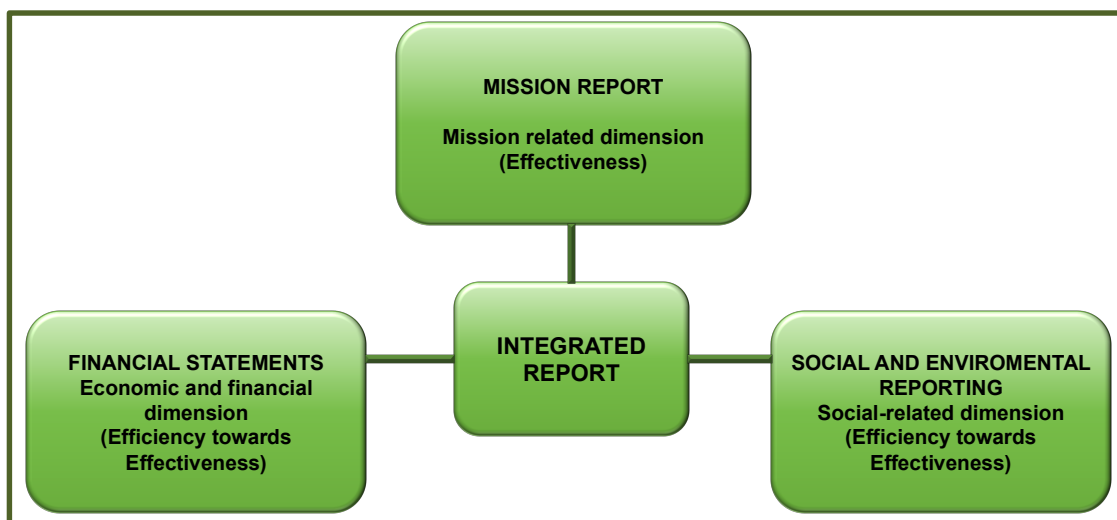 MISSION REPORT
Mission related dimension
(Effectiveness)
INTEGRATED
REPORT
FINANCIAL STATEMENTS
Economic and financial
dimension
(Efficiency towards
Effectiveness)
SOCIAL AND ENVIROMENTAL
REPORTING
Social-related dimension
(Efficiency towards
Effectiveness)